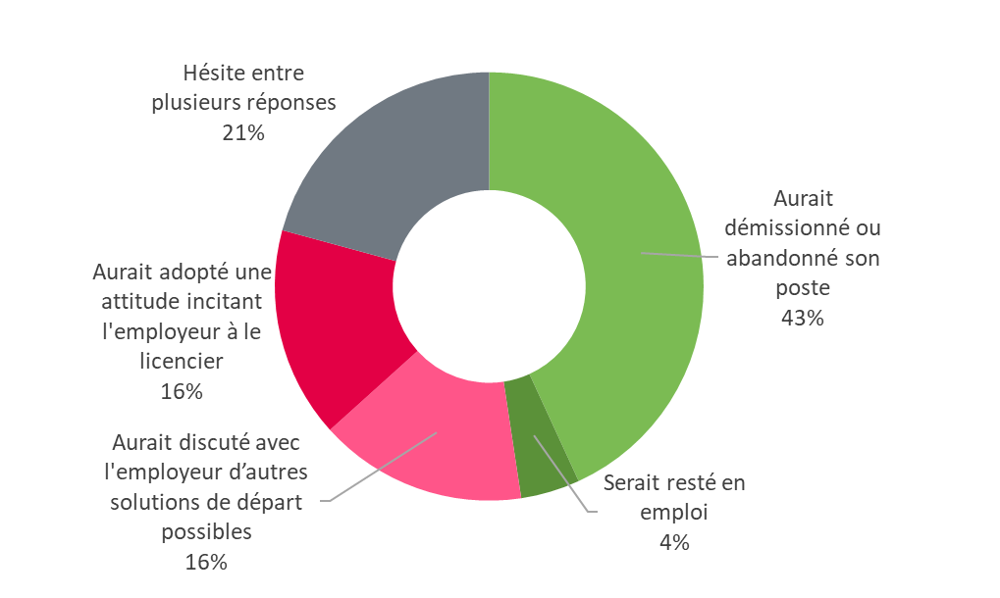 Hésite entre
plusieurs réponses
21%
Aurait
démissionné ou
abandonné son
poste
43%
Aurait adopté une
attitude incitant
l'employeur à le
licencier
16%
Aurait discuté avec
l'employeur d’autres
solutions de départ
possibles
16%
Serait resté en
emploi
4%